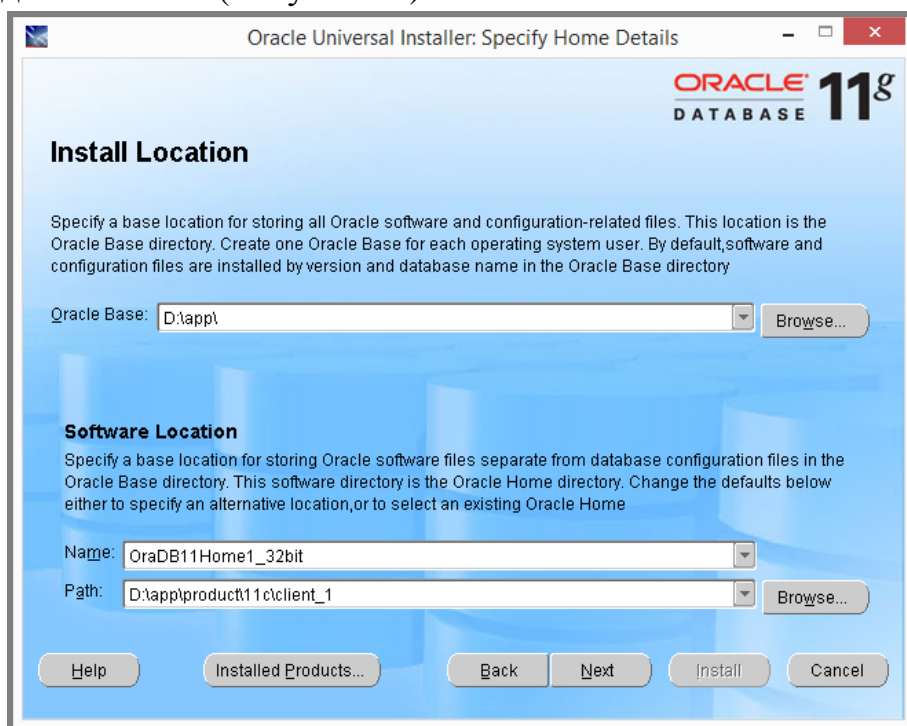 Oracle Universal Installer: Specify Home Details
ORACLE 11g
DATABASE
Install Location
Specify a base location for storing all Oracle software and configuration-related files. This location is the
Oracle Base directory. Create one Oracle Base for each operating system user. By default,software and
configuration files are installed by version and database name in the Oracle Base directory
Oracle Base: D:\app\ Browse...
Software Location
Specify a base location for storing Oracle software files separate from database configuration files in the
Oracle Base directory. This software directory is the Oracle Home directory. Change the defaults below
either to specify an alternative location,or to select an existing Oracle Home
Name: OraDB11Home1_32bit
Path: D:\app\product\11c\client_1 Browse...
Help Installed Products... Back Next Install Cancel